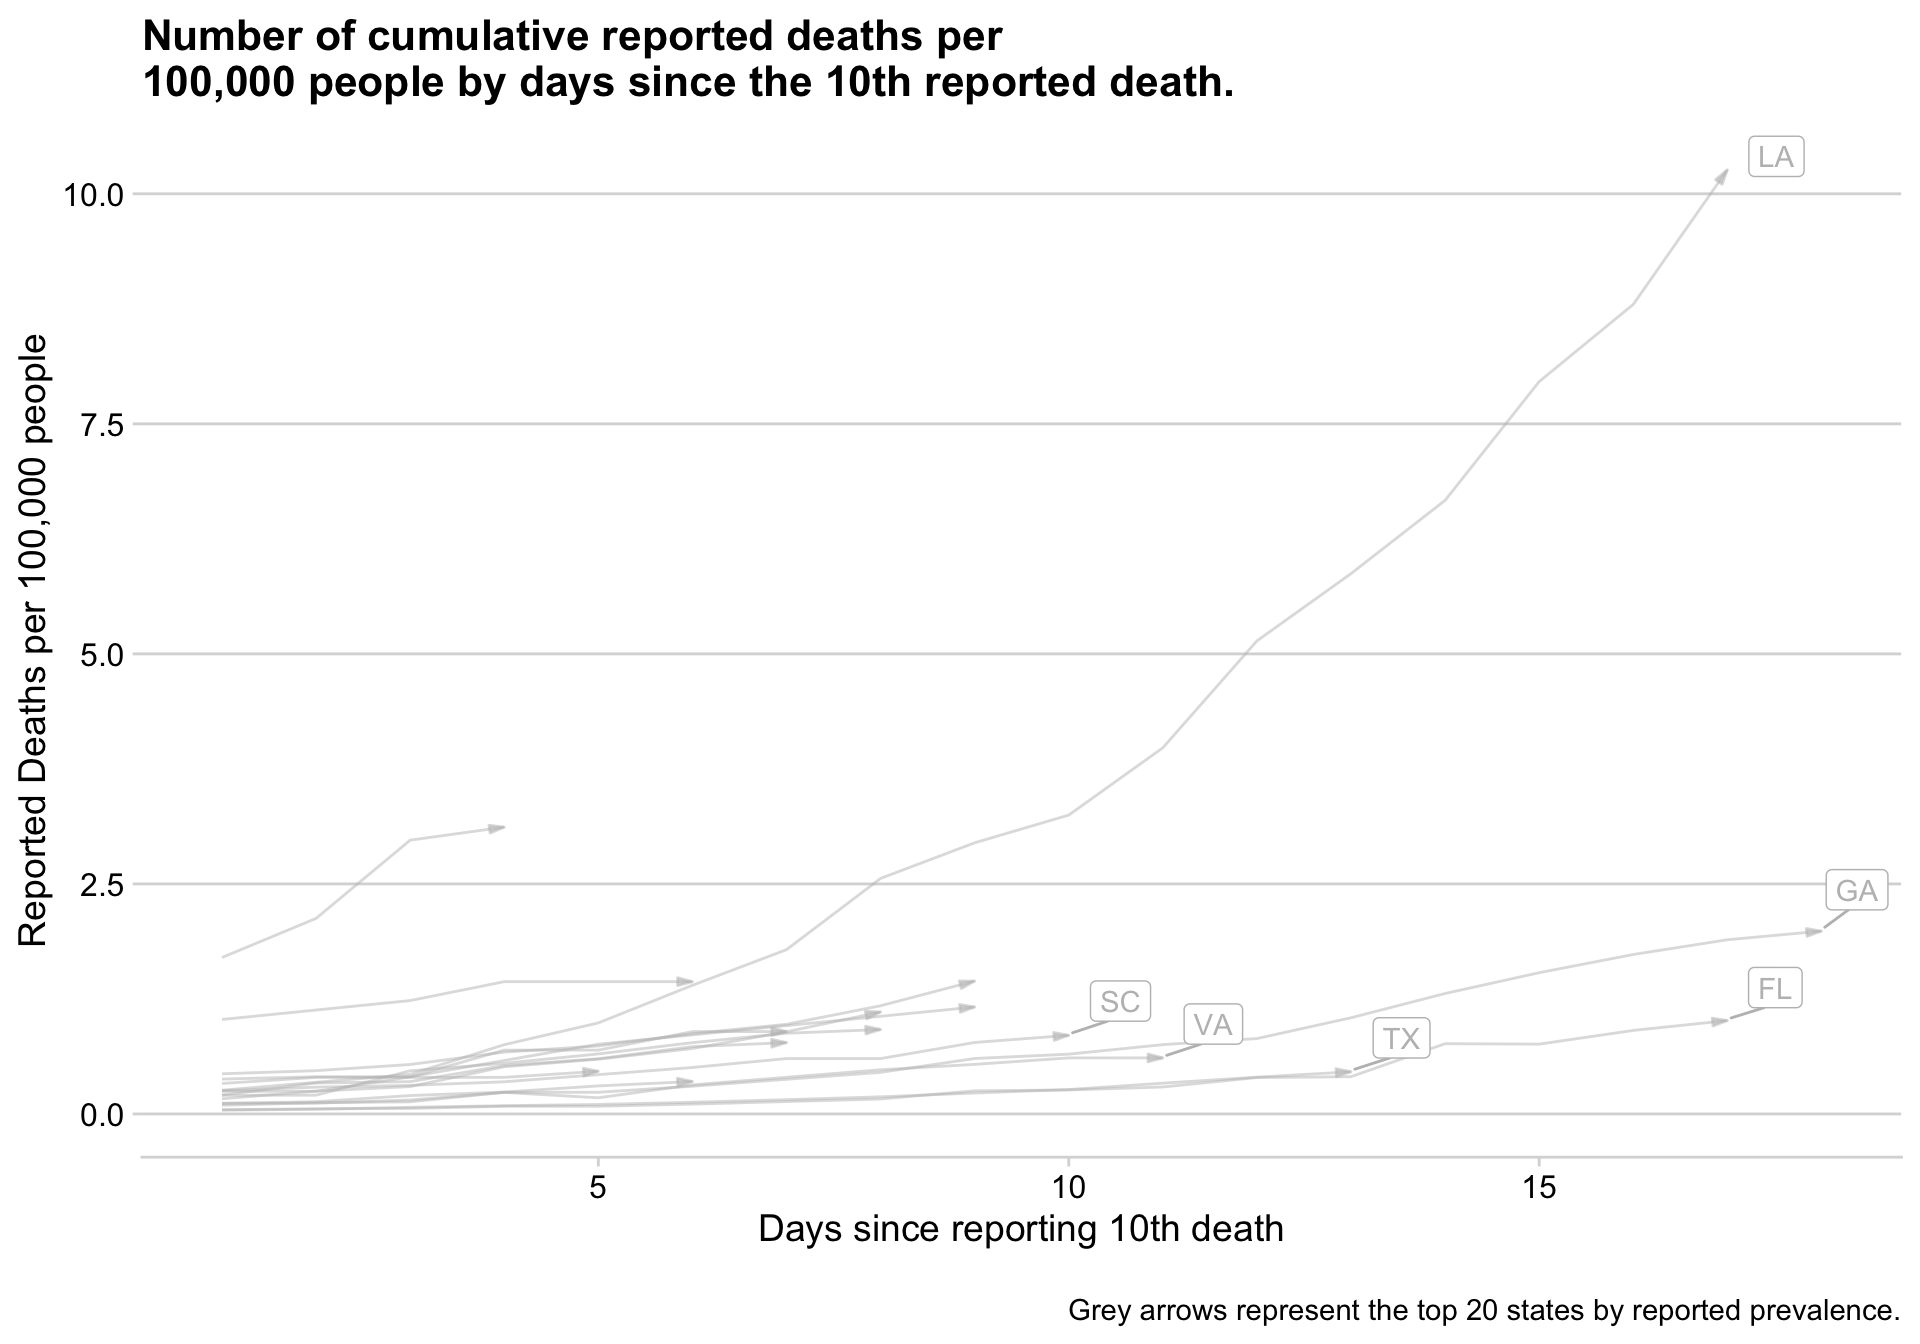 Number of cumulative reported deaths per
100,000 people by days since the 10th reported death.
Reported Deaths per 100,000 people
10.0
7.5
5.0
2.5
0.0
LA
GA
FL
SC
VA
TX
5
10
15
Days since reporting 10th death
Grey arrows represent the top 20 states by reported prevalence.